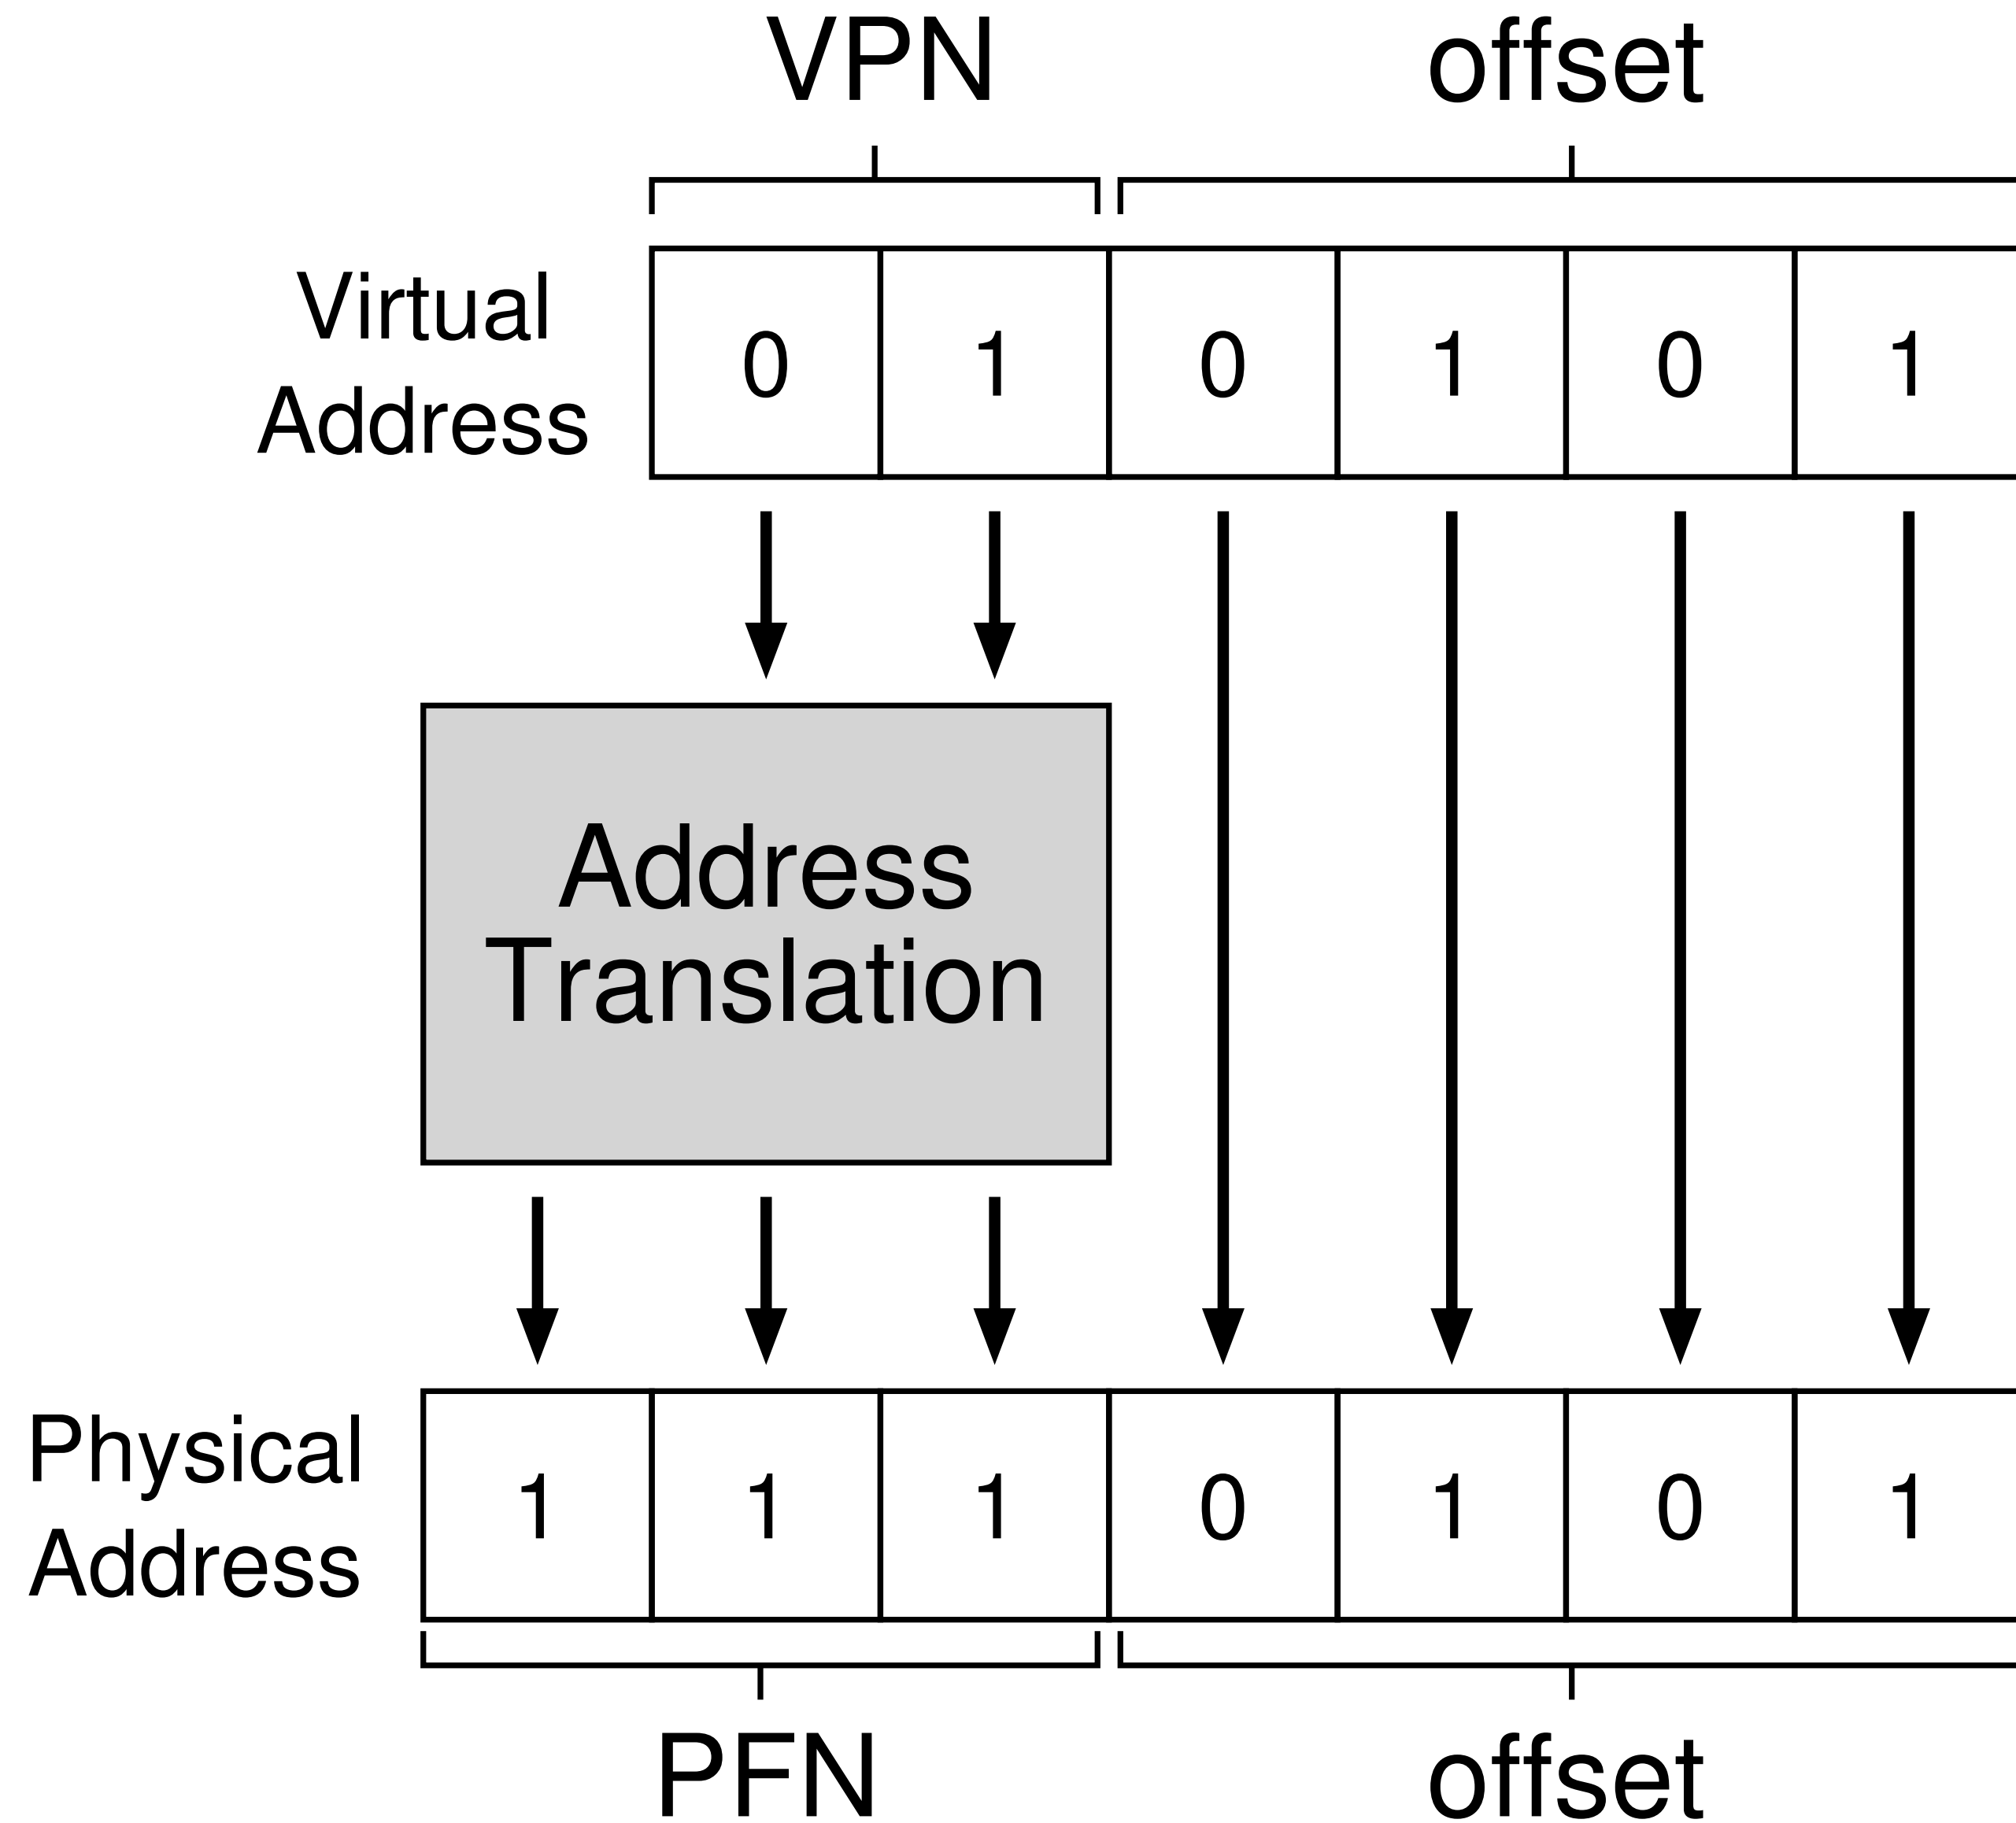 VPN offset
Virtual
Address
0 1 0 1 0 1
Address
Translation
Physical
Address
1 1 1 0 1 0 1
PFN offset